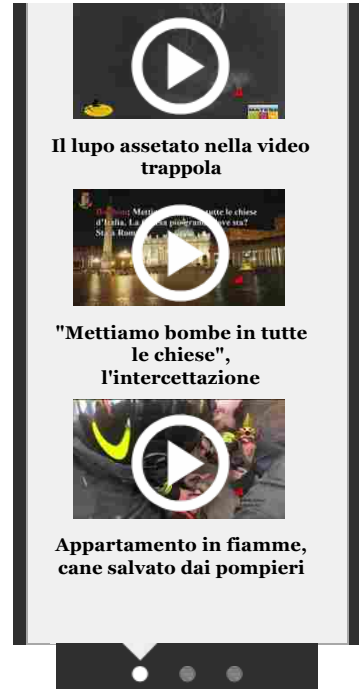 MATESE
Il lupo assetato nella video
trappola
"Mettiamo bombe in tutte
le chiese",
l'intercettazione
Appartamento in fiamme,
cane salvato dai pompieri